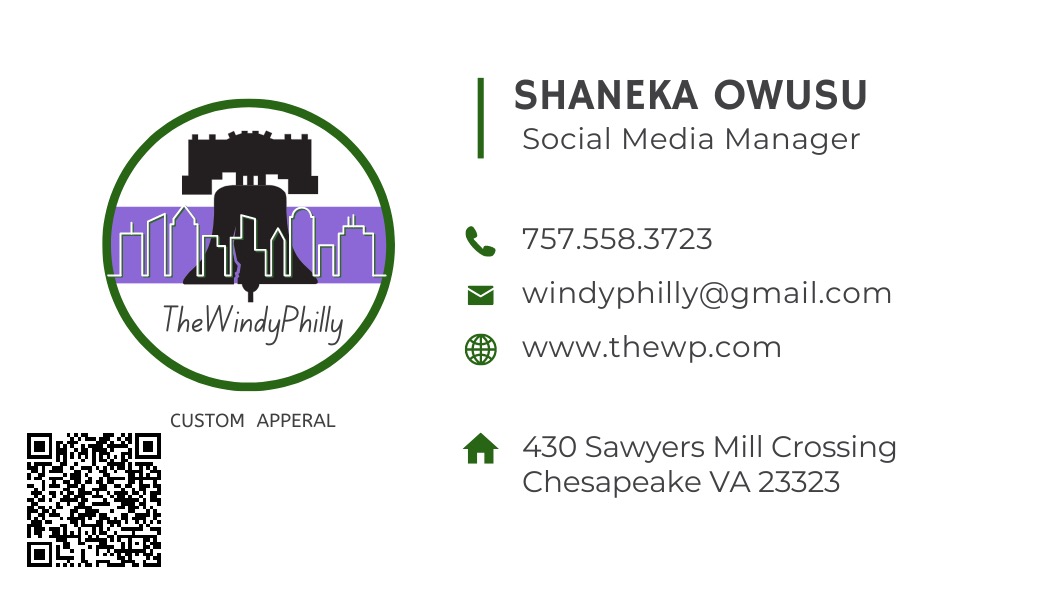 TheWindyPhilly
CUSTOM APPERAL
SHANEKA OWUSU
Social Media Manager
757.558.3723
windyphilly@gmail.com
www.thewp.com
430 Sawyers Mill Crossing
Chesapeake VA 23323